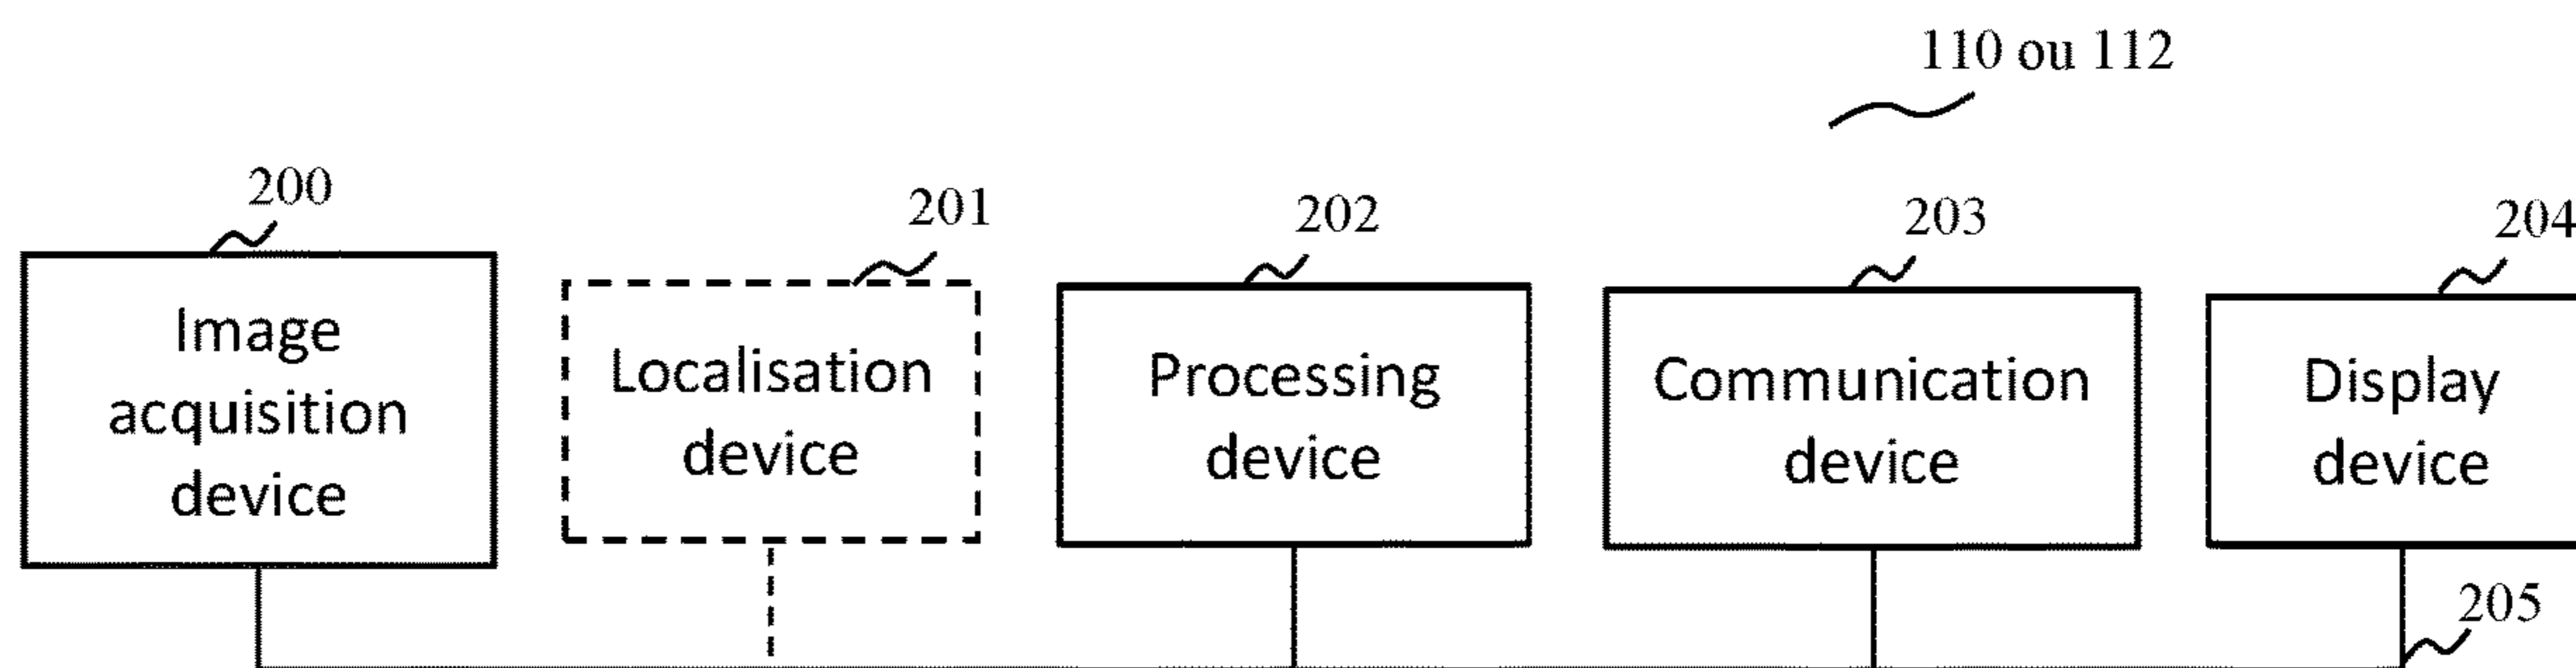 110 ou 112
200
201
202
203
204
Image
acquisition
device
Localisation
device
Processing
device
Communication
device
Display
device
205